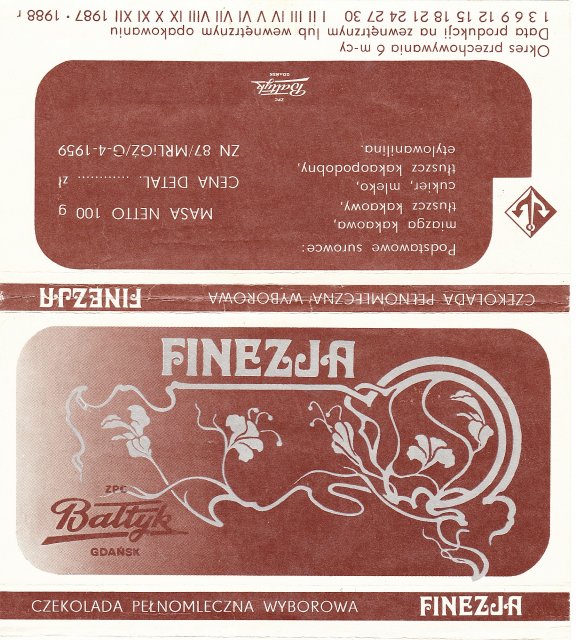 Okres przechowywania 6 m-cy
Data produkcji na zewnętrznym lub wewnętrznym opakowaniu
1 3 6 9 12 15 18 21 24 27 30 I II III IV V VI VII VIII IX X XI XII 1987 • 1988 r
ZPC
Bałtyk
GDAŃSK
Podstawowe surowce:
miazga kakaowa,
tłuszcz kakaowy,
cukier, mleko,
tłuszcz kakaopodobny,
etylowanilina.
MASA NETTO 100 g
CENA DETAL. ............ zł
ZN 87/MRLiGŻ/G-4-1959
CZEKOLADA PEŁNOMLECZNA WYBOROWA FINEZJA
FINEZJA
ZPC
Bałtyk
GDAŃSK
CZEKOLADA PEŁNOMLECZNA WYBOROWA FINEZJA